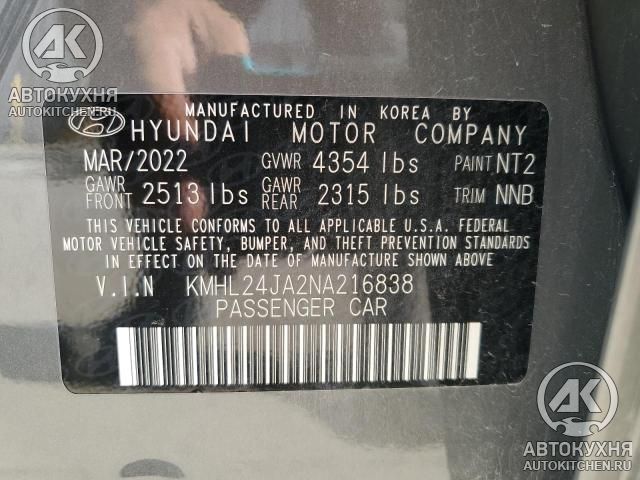 АВТОКУХНЯ
AUTOKITCHEN.RU
MANUFACTURED IN KOREA BY
HYUNDAI MOTOR COMPANY
MAR/2022 GVWR 4354 lbs PAINT NT2
GAWR FRONT 2513 lbs GAWR REAR 2315 lbs TRIM NNB
THIS VEHICLE CONFORMS TO ALL APPLICABLE U.S.A. FEDERAL
MOTOR VEHICLE SAFETY, BUMPER, AND THEFT PREVENTION STANDARDS
IN EFFECT ON THE DATE OF MANUFACTURE SHOWN ABOVE.
V.I.N KMHL24JA2NA216838
PASSENGER CAR
AK
АВТОКУХНЯ
AUTOKITCHEN.RU